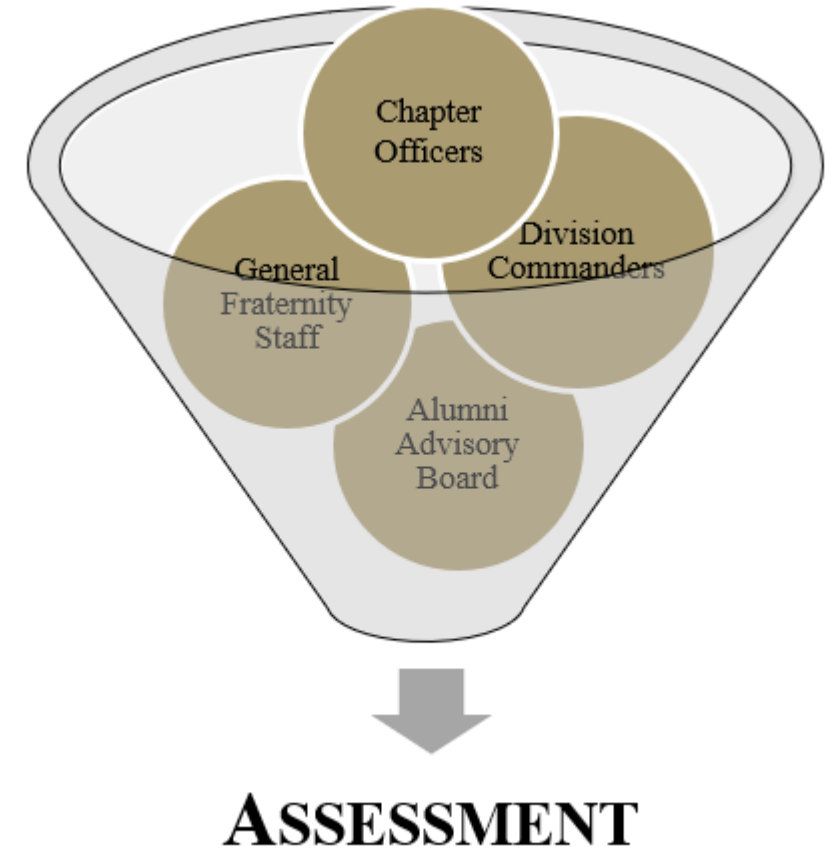 Chapter
Officers
Division
Commanders
General
Fraternity
Staff
Alumni
Advisory
Board
ASSESSMENT